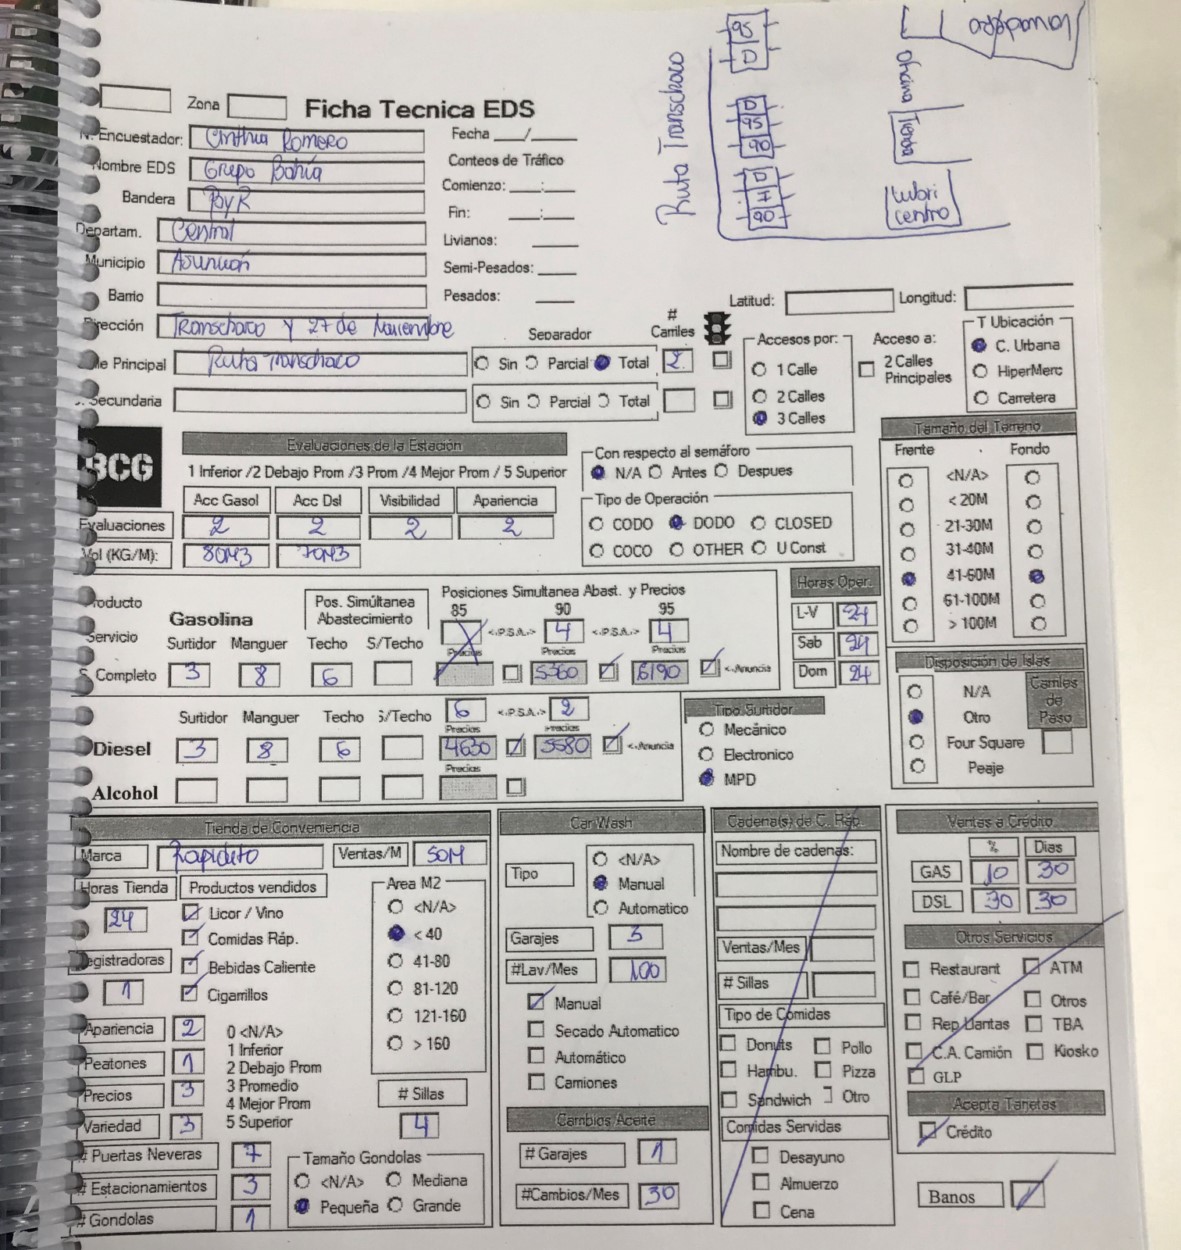 Zona
Ficha Tecnica EDS
Encuestador: Cinthia Romero
Fecha ___/____
Nombre EDS Grupo Bahía
Conteos de Tráfico
Bandera PyR
Comienzo: ___:___
Departam. Central
Fin: ___:___
Livianos: ____
Municipio Asunción
Semi-Pesados: ____
Barrio
Pesados: ____
Dirección Transchaco y 27 de Noviembre
Principal Ruta Transchaco
Secundaria
Ruta Transchaco
95
D
D
95
90
D
H
90
Lavadero
Oficina
Tienda
Lubri
centro
Latitud:
Longitud:
Separador
# Carriles
Sin Parcial Total 2
Sin Parcial Total
Accesos por:
1 Calle
2 Calles
3 Calles
Acceso a:
2 Calles
Principales
T Ubicación
C. Urbana
HiperMerc
Carretera
BCG
Evaluaciones de la Estación
1 Inferior /2 Debajo Prom /3 Prom /4 Mejor Prom / 5 Superior
Acc Gasol Acc Dsl Visibilidad Apariencia
Evaluaciones 2 2 2 2
Vol (KG/M): 80M3 70M3
Con respecto al semáforo
N/A Antes Despues
Tipo de Operación
CODO DODO CLOSED
COCO OTHER U Const
Tamaño del Terreno
Frente Fondo
<N/A>
< 20M
21-30M
31-40M
41-60M
61-100M
> 100M
Producto
Servicio
Gasolina
Pos. Simúltanea
Abastecimiento
Posiciones Simultanea Abast. y Precios
85 90 95
<.P.S.A.> 4 <.P.S.A.> 4
Surtidor Manguer Techo S/Techo
Precios Precios Precios
Completo 3 8 6 5360 6190 <-Anuncia
Horas Oper.
L-V 24
Sab 24
Dom 24
Disposición de Islas
N/A
Otro
Four Square
Peaje
Carriles
de
Paso
Surtidor Manguer Techo S/Techo 6 <.P.S.A.> 2
Precios Precios
Diesel 3 8 6 4630 5580 <-Anuncia
Precios
Alcohol
Tipo Surtidor
Mecánico
Electronico
MPD
Tienda de Conveniencia
Marca Rapidito Ventas/M 50M
Horas Tienda Productos vendidos
24
Licor / Vino
Comidas Ráp.
Bebidas Caliente
Cigarrillos
Registradoras
1
Area M2
<N/A>
< 40
41-80
81-120
121-160
> 160
Apariencia 2
Peatones 1
Precios 3
Variedad 3
0 <N/A>
1 Inferior
2 Debajo Prom
3 Promedio
4 Mejor Prom
5 Superior
# Sillas
4
# Puertas Neveras 7
# Estacionamientos 3
# Gondolas 1
Tamaño Gondolas
<N/A> Mediana
Pequeña Grande
Car Wash
Tipo
<N/A>
Manual
Automatico
Garajes 3
#Lav/Mes 100
Manual
Secado Automatico
Automático
Camiones
Cambios Aceite
# Garajes 1
#Cambios/Mes 30
Cadena(s) de C. Ráp.
Nombre de cadenas:
Ventas/Mes
# Sillas
Tipo de Comidas
Donuts Pollo
Hambu. Pizza
Sandwich Otro
Comidas Servidas
Desayuno
Almuerzo
Cena
Ventas a Crédito
% Dias
GAS 10 30
DSL 30 30
Otros Servicios
Restaurant ATM
Café/Bar Otros
Rep Llantas TBA
C.A. Camión Kiosko
GLP
Acepta Tarjetas
Crédito
Banos